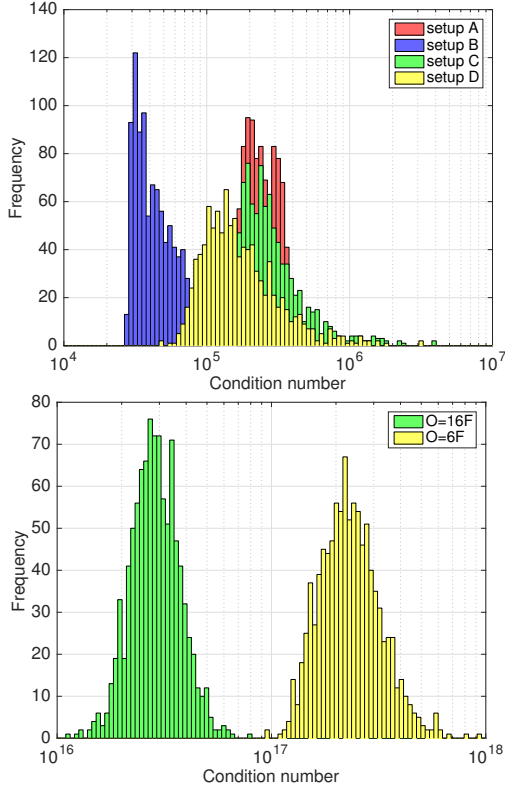 140
120
100
80
60
40
20
0
Frequency
setup A
setup B
setup C
setup D
10^4
10^5
10^6
10^7
Condition number
80
70
60
50
40
30
20
10
0
Frequency
O=16F
O=6F
10^16
10^17
10^18
Condition number